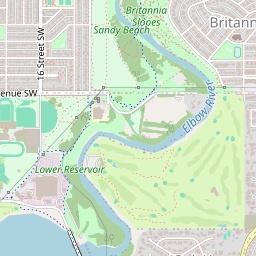 Britannia
Slopes
Sandy Beach
Britann
16 Street SW
enue SW
Elbow River
Lower Reservoir